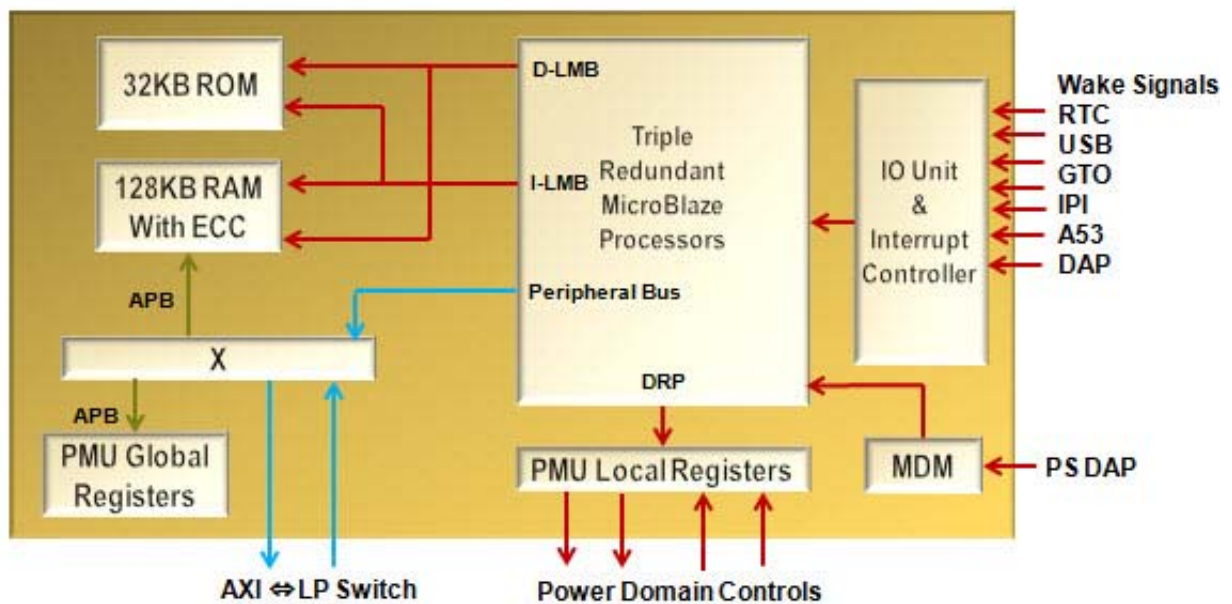 32KB ROM
128KB RAM
With ECC
APB
X
APB
PMU Global
Registers
D-LMB
I-LMB
Triple
Redundant
MicroBlaze
Processors
Peripheral Bus
DRP
PMU Local Registers
IO Unit
&
Interrupt
Controller
MDM
Wake Signals
RTC
USB
GTO
IPI
A53
DAP
PS DAP
AXI ⇔ LP Switch
Power Domain Controls